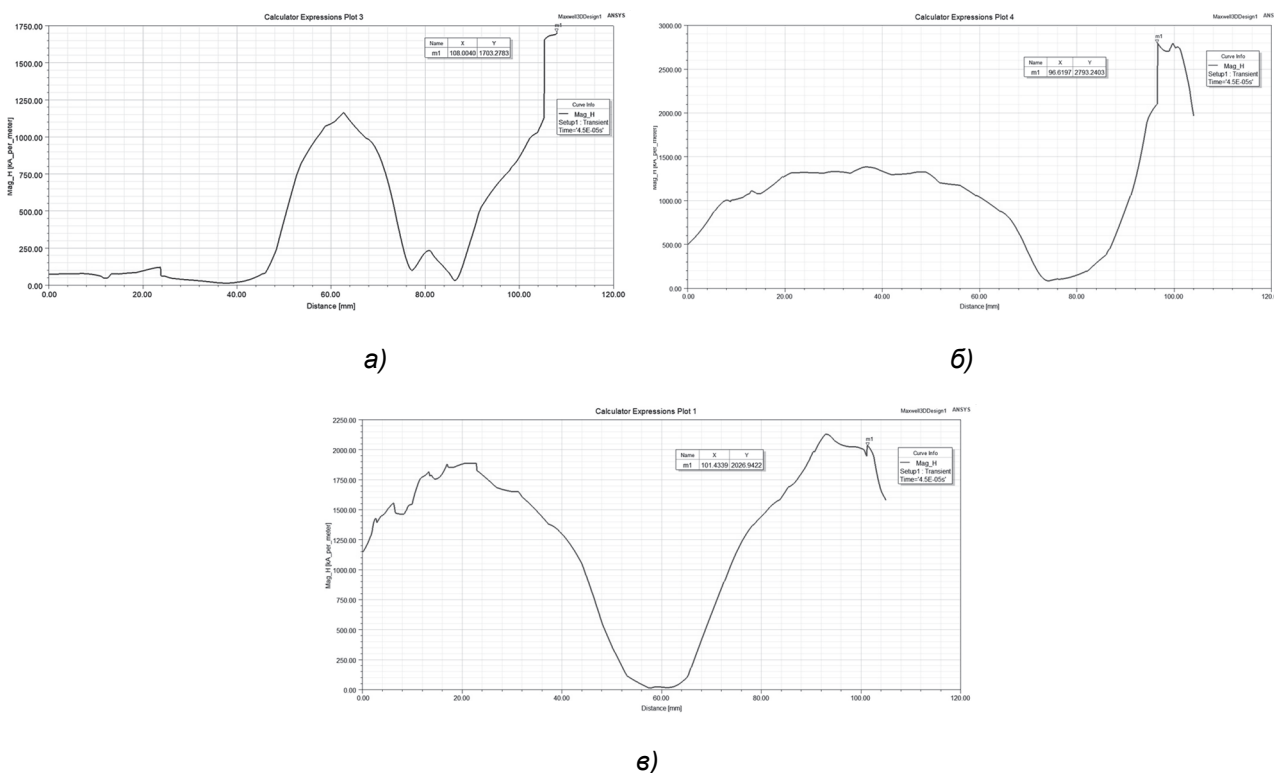 Calculator Expressions Plot 3
Maxwell3DDesign1 ANSYS
m1
Name X Y
m1 108.0040 1703.2783
Curve Info
Mag_H
Setup1 : Transient
Time='4.5E-05s'
Mag_H [kA_per_meter]
1750.00
1500.00
1250.00
1000.00
750.00
500.00
250.00
0.00
0.00 20.00 40.00 60.00 80.00 100.00 120.00
Distance [mm]
а)
Calculator Expressions Plot 4
Maxwell3DDesign1 ANS
m1
Name X Y
m1 96.6197 2793.2403
Curve Info
Mag_H
Setup1 : Transient
Time='4.5E-05s'
Mag_H [kA_per_meter]
3000.00
2500.00
2000.00
1500.00
1000.00
500.00
0.00
0.00 20.00 40.00 60.00 80.00 100.00 120.
Distance [mm]
б)
Calculator Expressions Plot 1
Maxwell3DDesign1 ANSYS
m1
Name X Y
m1 101.4339 2026.9422
Curve Info
Mag_H
Setup1 : Transient
Time='4.5E-05s'
Mag_H [kA_per_meter]
2250.00
2000.00
1750.00
1500.00
1250.00
1000.00
750.00
500.00
250.00
0.00
0.00 20.00 40.00 60.00 80.00 100.00 120.00
Distance [mm]
в)